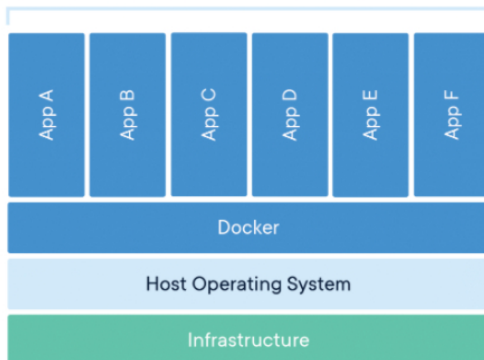 App A
App B
App C
App D
App E
App F
Docker
Host Operating System
Infrastructure